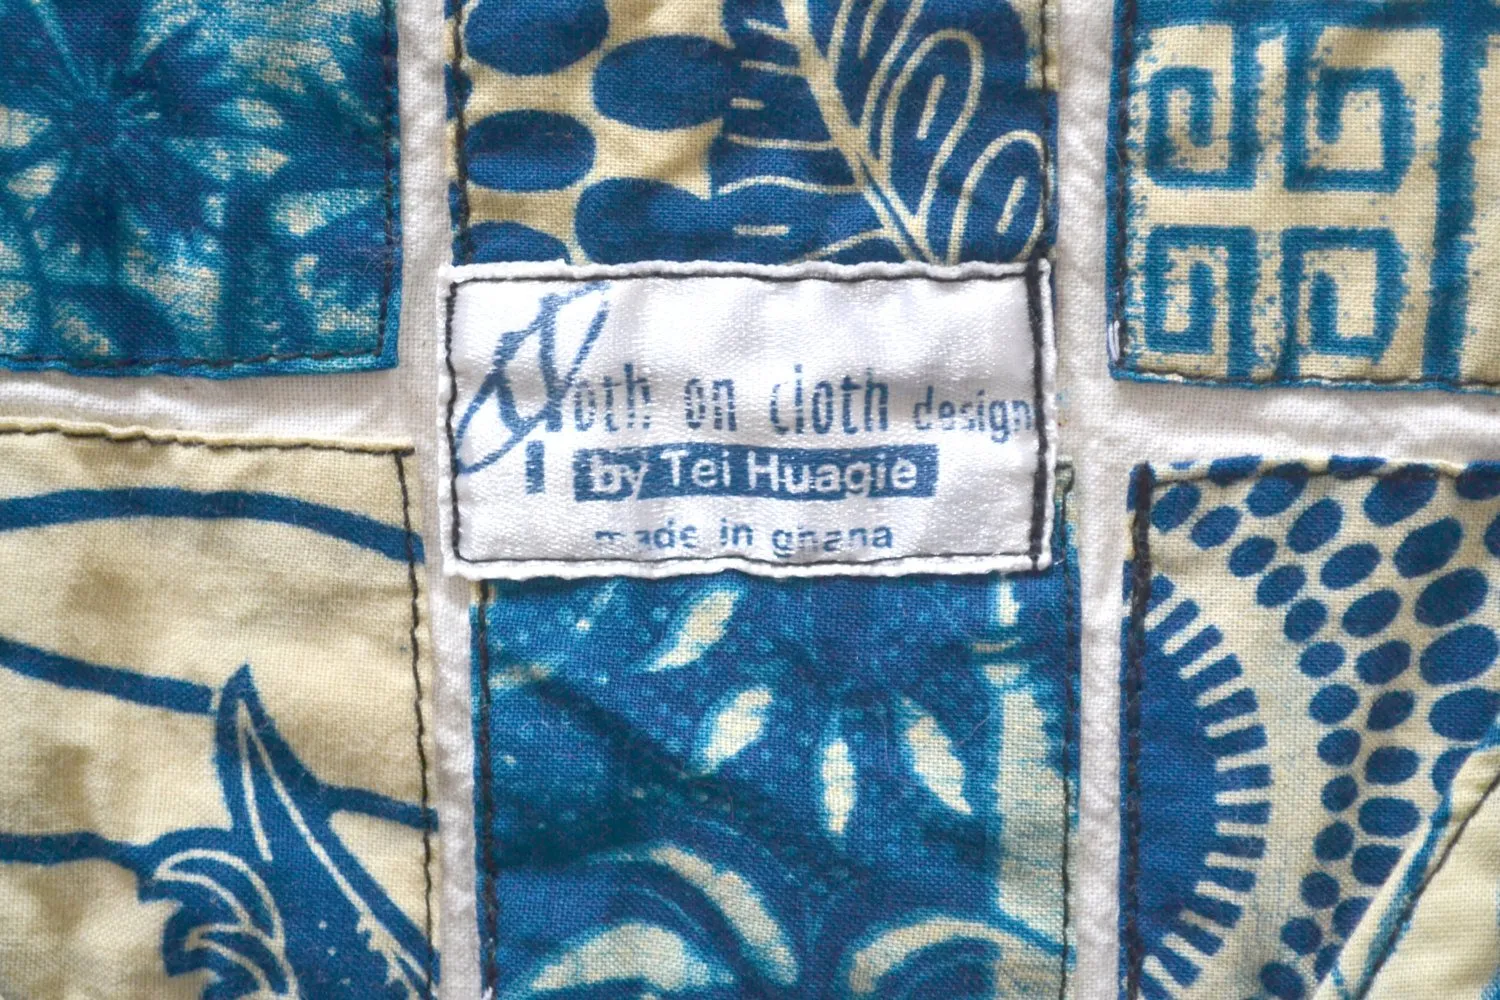 Cloth on cloth design
by Tei Huagie
made in ghana